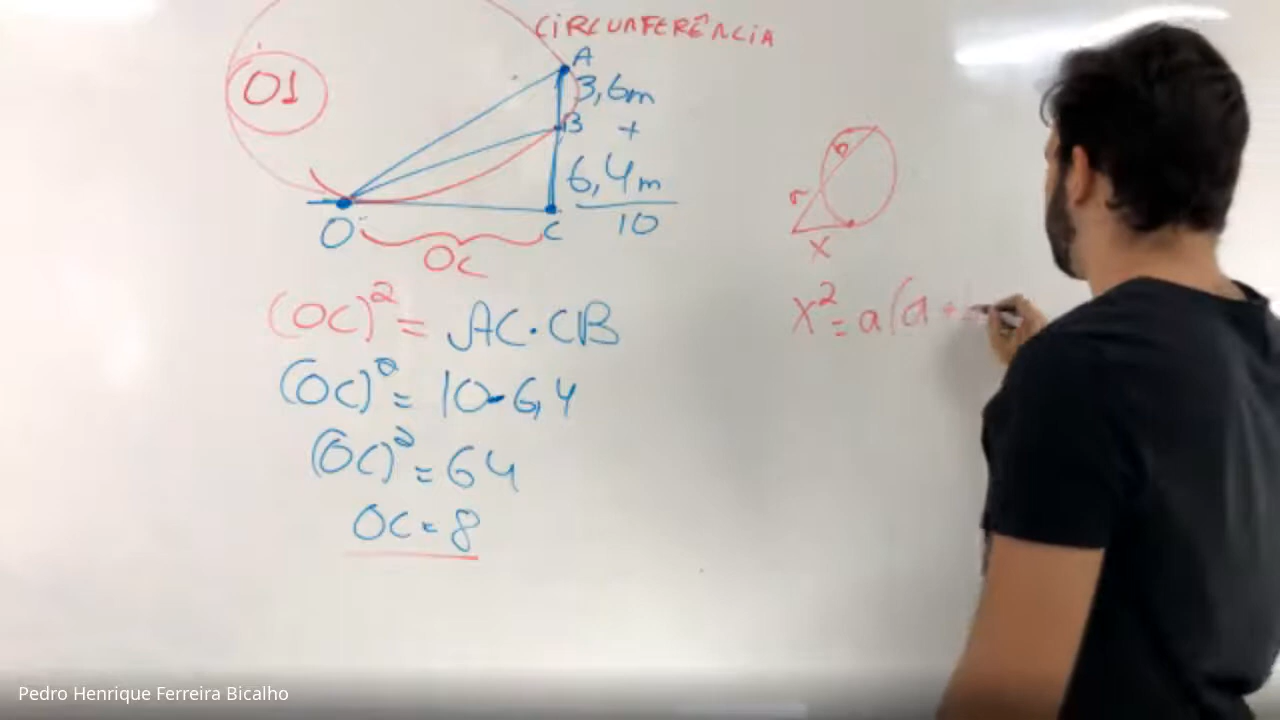 CIRCUNFERÊNCIA
01
A
3,6m
B
+
6,4m
10
O
C
OC
(OC)² = AC·CB
(OC)² = 10·6,4
(OC)² = 64
OC = 8
b
a
x
x² = a(a +
Pedro Henrique Ferreira Bicalho